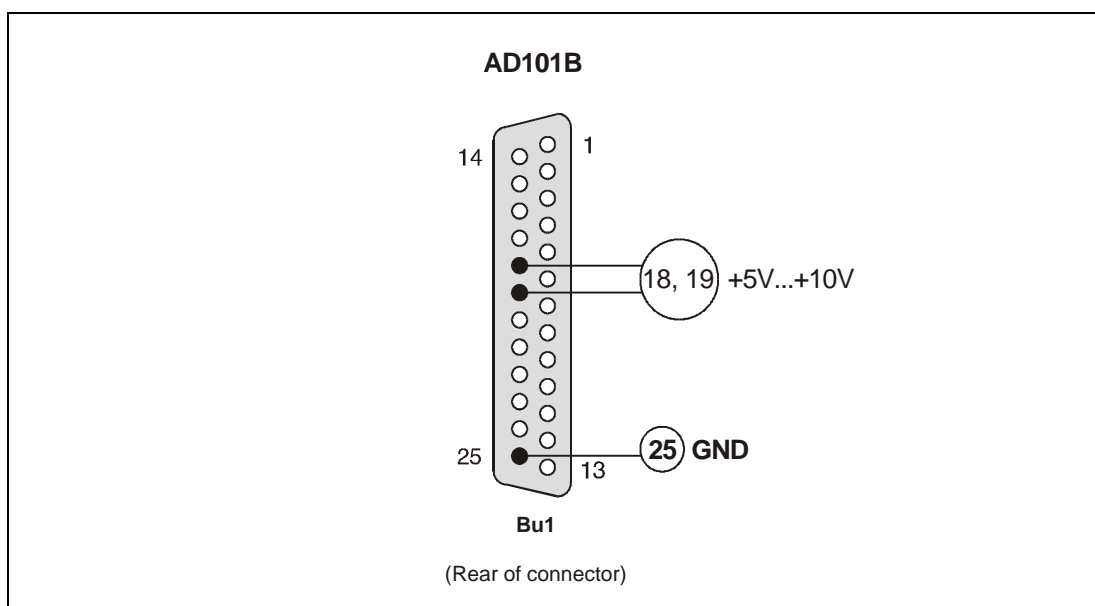 AD101B
14
1
18, 19 +5V...+10V
25 GND
25
13
Bu1
(Rear of connector)